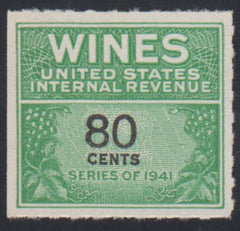 WINES
UNITED STATES
INTERNAL REVENUE
80
CENTS
SERIES OF 1941